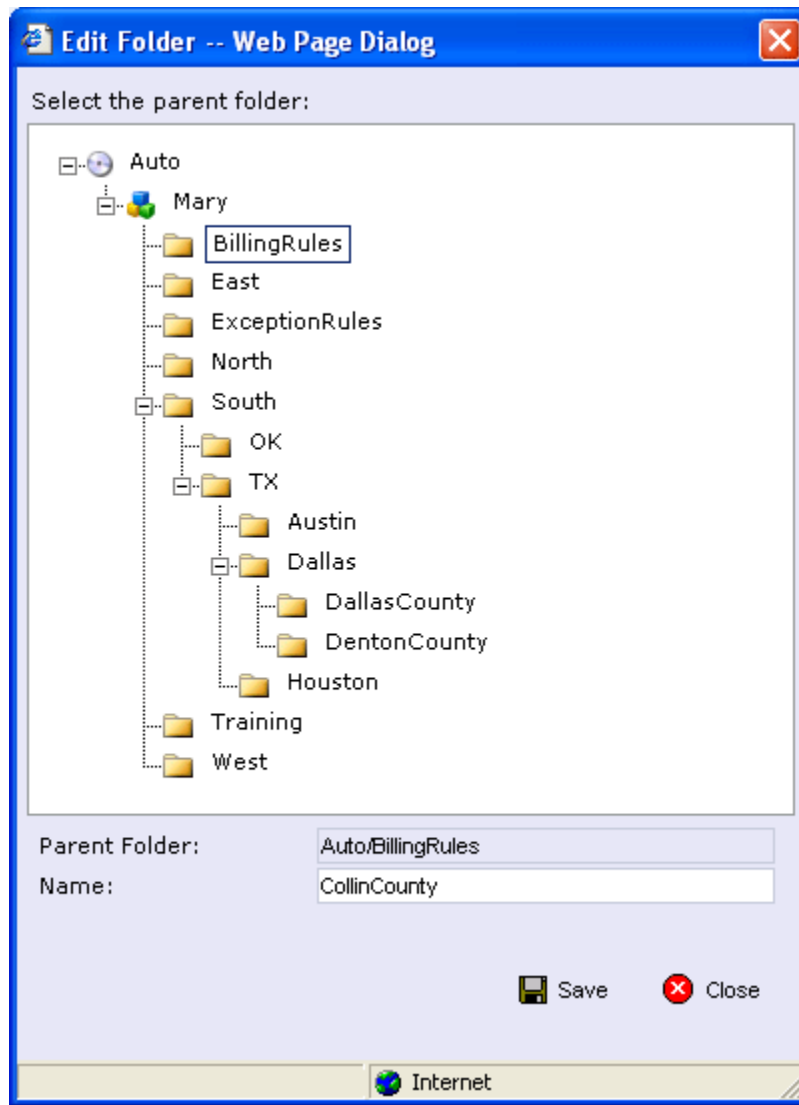 Edit Folder -- Web Page Dialog
Select the parent folder:
Auto
Mary
BillingRules
East
ExceptionRules
North
South
OK
TX
Austin
Dallas
DallasCounty
DentonCounty
Houston
Training
West
Parent Folder: Auto/BillingRules
Name: CollinCounty
Save Close
Internet